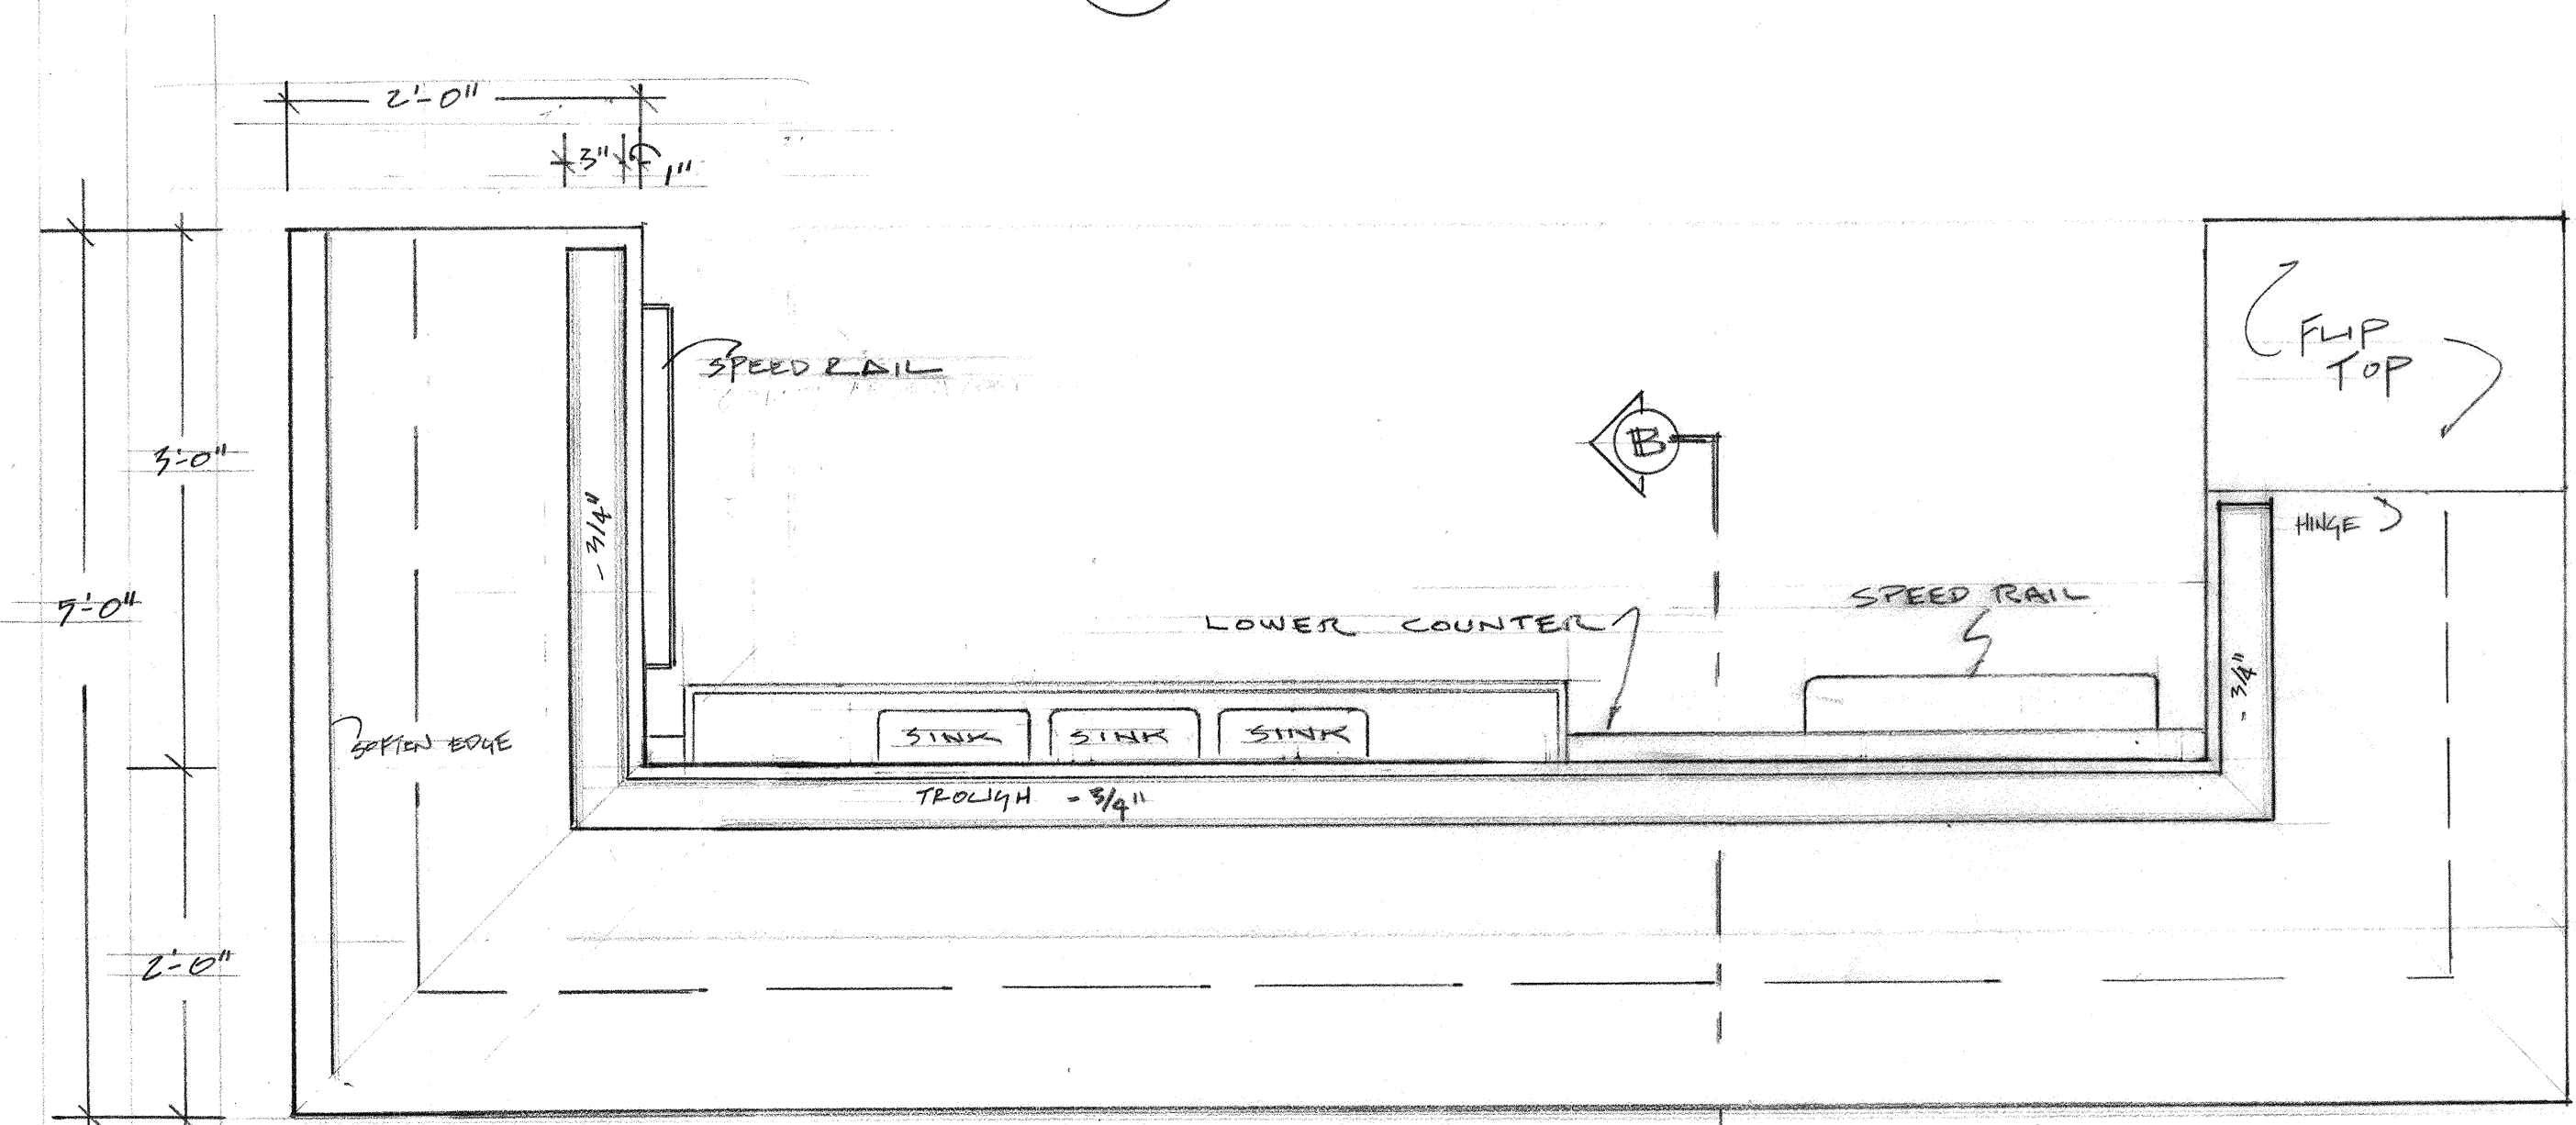 2'-0"
3"
1"
3'-0"
5'-0"
2'-0"
- 3/4"
SPEED RAIL
B
FLIP
TOP
HINGE
SPEED RAIL
LOWER COUNTER
- 3/4"
SOFTEN EDGE
SINK SINK SINK
TROUGH - 3/4"